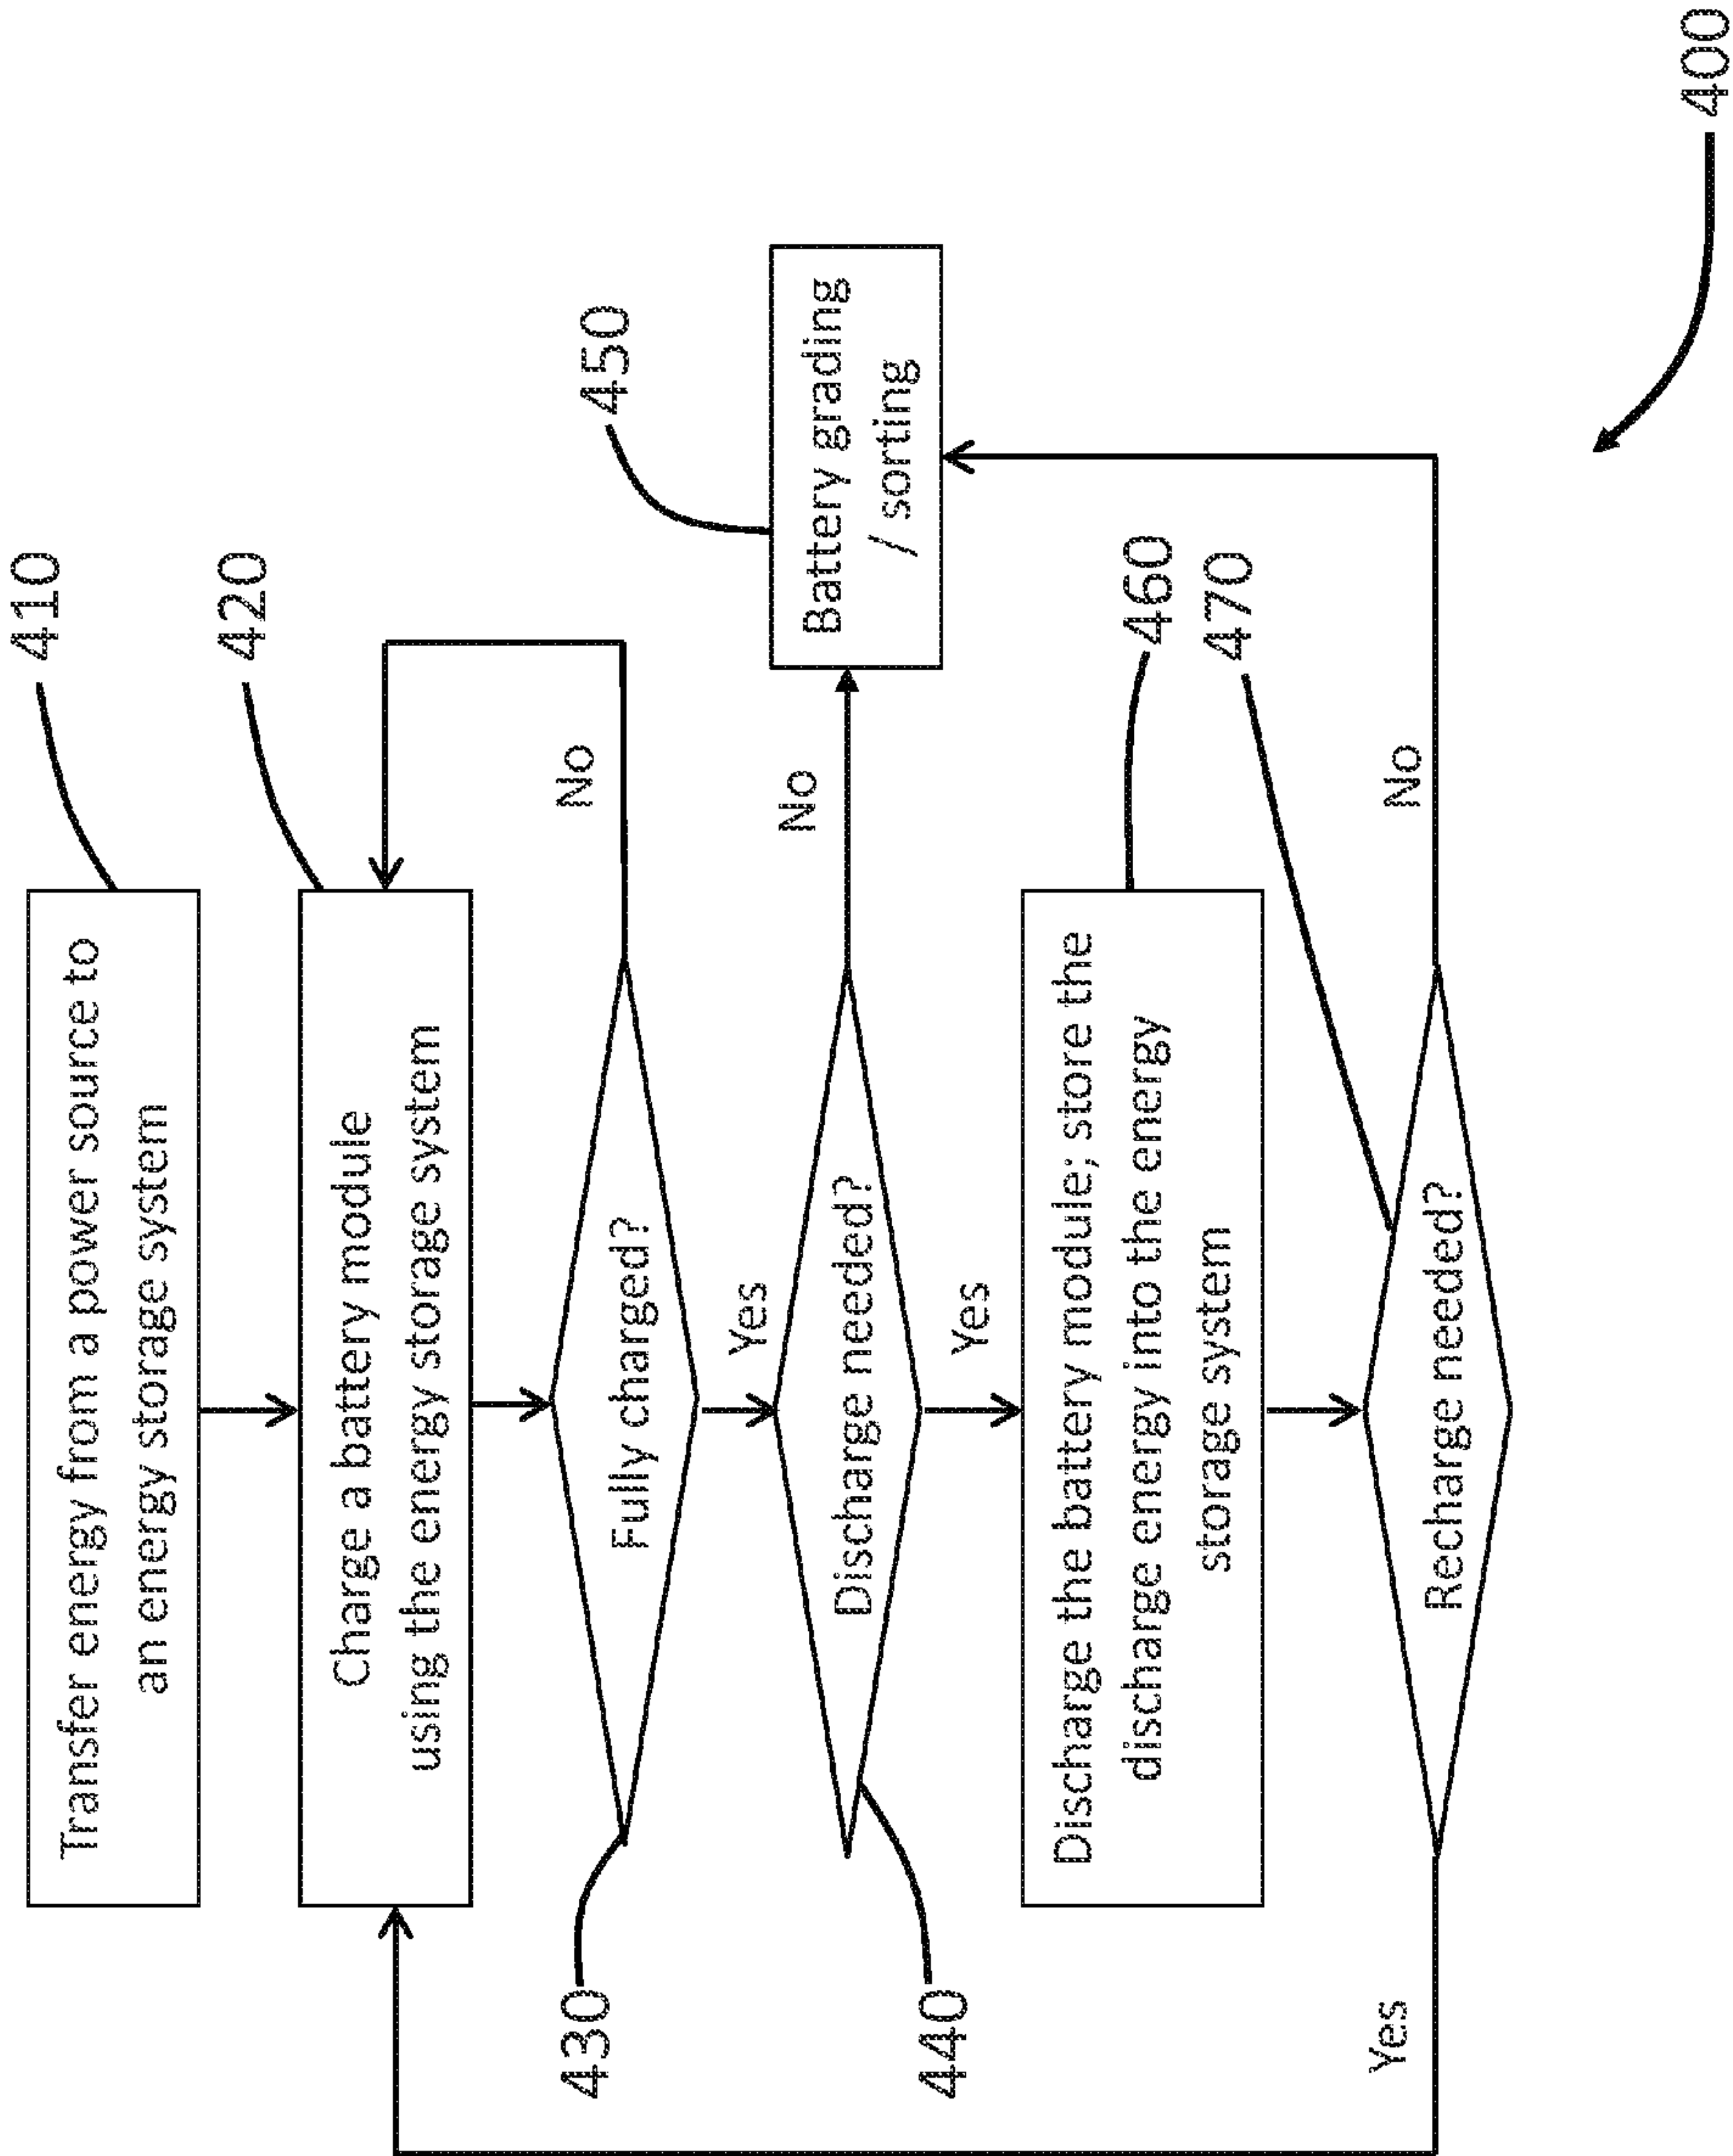 410
Transfer energy from a power source to
an energy storage system
420
Charge a battery module
using the energy storage system
430
Fully charged?
No
Yes
440
Discharge needed?
No
450
Battery grading
/ sorting
Yes
460
Discharge the battery module; store the
discharge energy into the energy
storage system
470
Recharge needed?
Yes
No
400